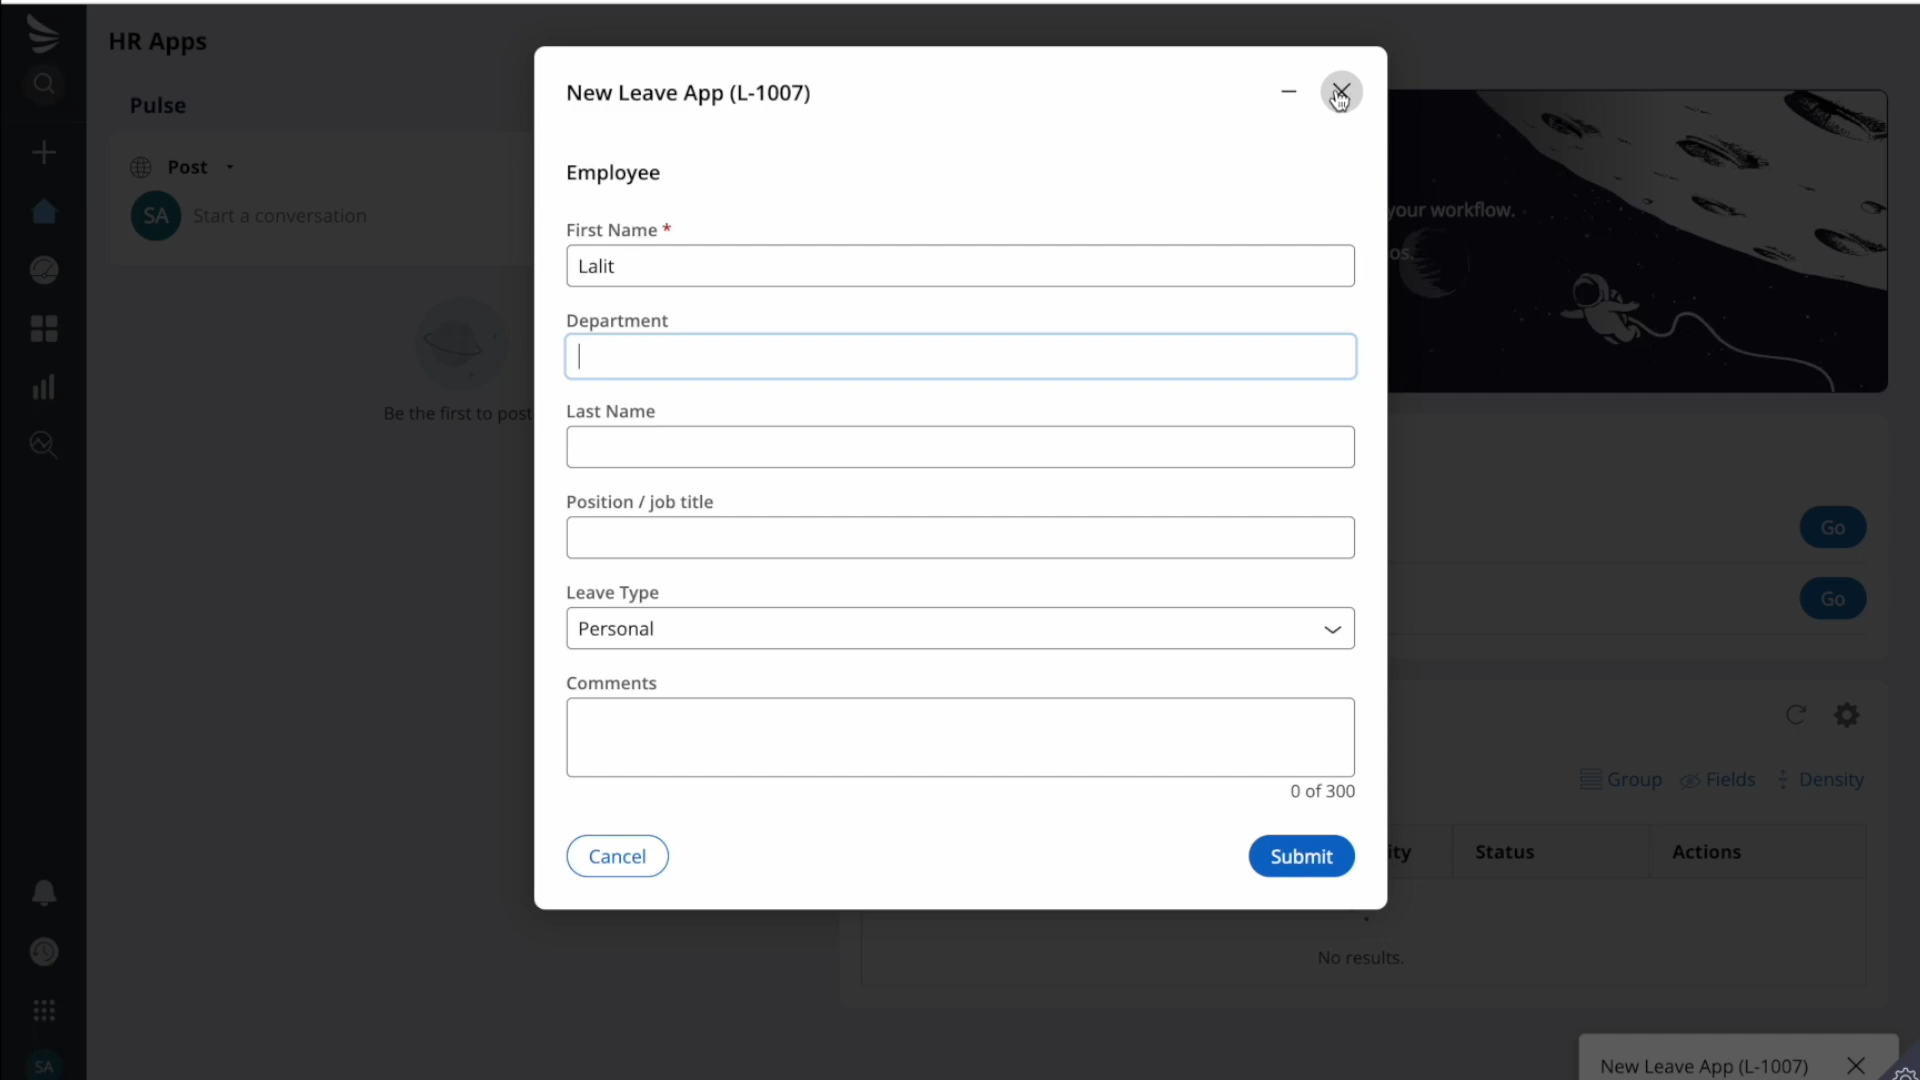 HR Apps
Pulse
Post
SA
Start a conversation
Be the first to post
your workflow.
os.
New Leave App (L-1007)
Employee
First Name *
Lalit
Department
Last Name
Position / job title
Leave Type
Personal
Comments
0 of 300
Cancel
Submit
Go
Go
Group
Fields
Density
ity
Status
Actions
No results.
SA
New Leave App (L-1007)